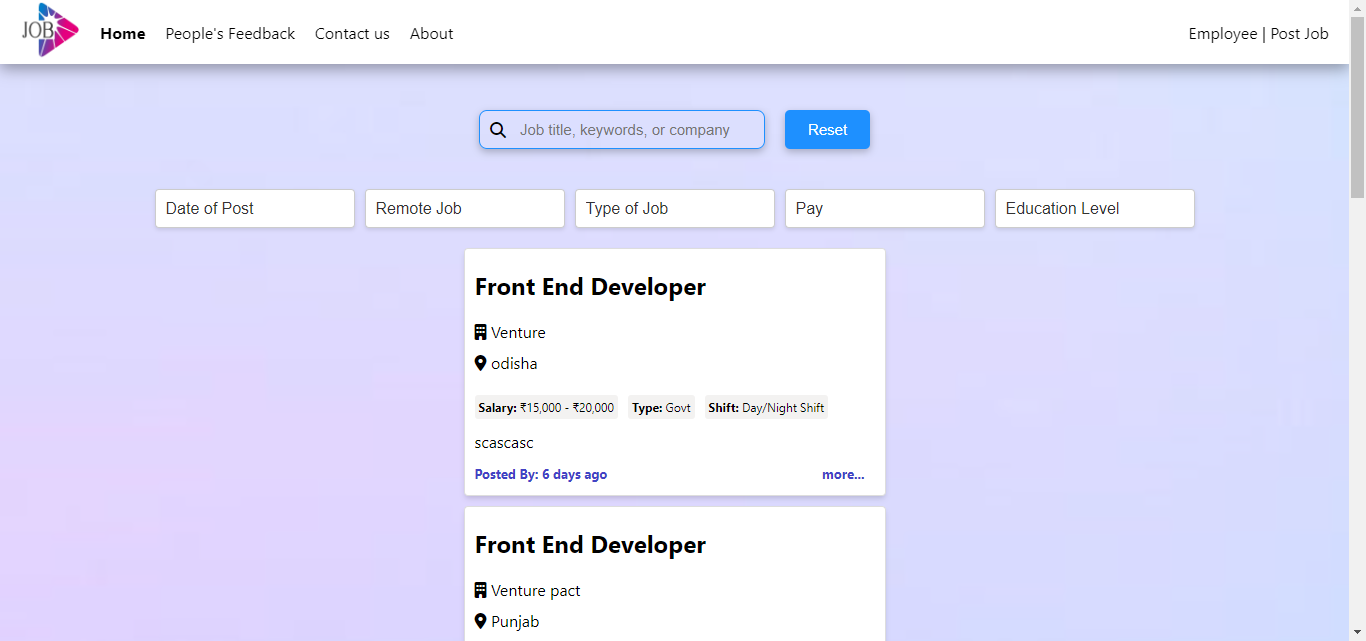 JOB
Home People's Feedback Contact us About Employee | Post Job
Job title, keywords, or company Reset
Date of Post Remote Job Type of Job Pay Education Level
Front End Developer
Venture
odisha
Salary: ₹15,000 - ₹20,000 Type: Govt Shift: Day/Night Shift
scascasc
Posted By: 6 days ago more...
Front End Developer
Venture pact
Punjab